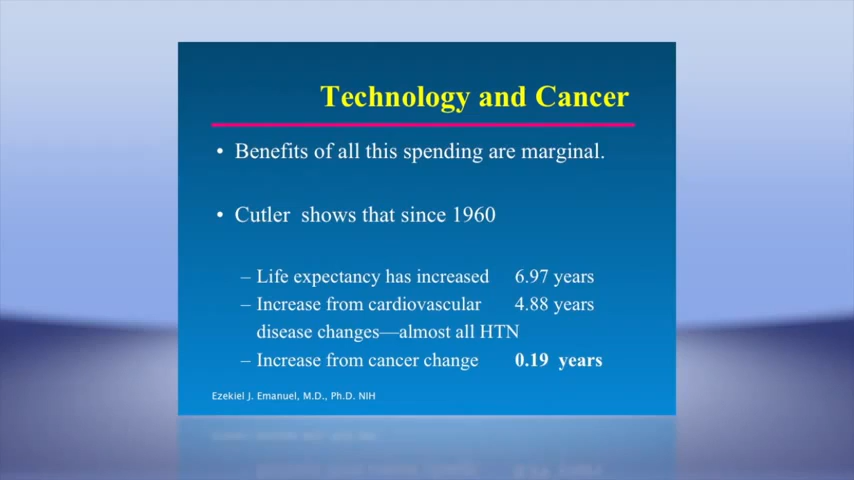 Technology and Cancer
• Benefits of all this spending are marginal.
• Cutler shows that since 1960
– Life expectancy has increased 6.97 years
– Increase from cardiovascular 4.88 years
disease changes—almost all HTN
– Increase from cancer change 0.19 years
Ezekiel J. Emanuel, M.D., Ph.D. NIH